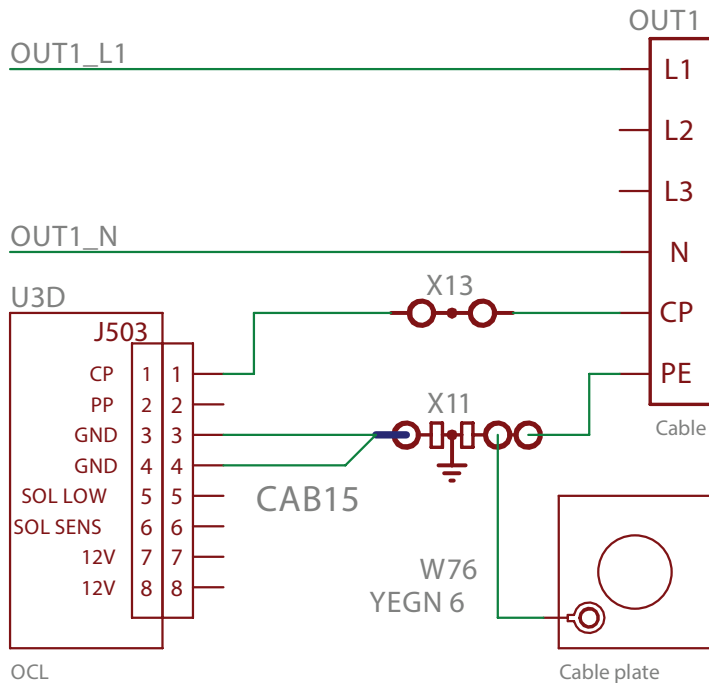 OUT1
OUT1_L1
L1
L2
L3
OUT1_N
N
U3D
X13
CP
J503
CP 1 1
PE
PP 2 2
X11
GND 3 3
Cable
GND 4 4
CAB15
SOL LOW 5 5
SOL SENS 6 6
12V 7 7
W76
12V 8 8
YEGN 6
OCL
Cable plate